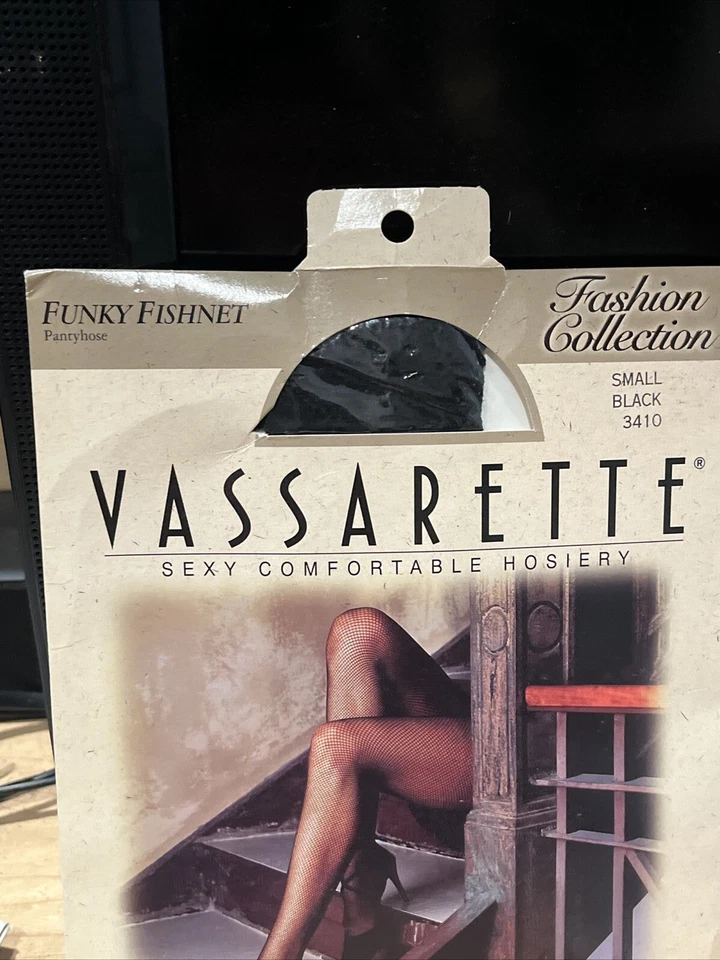 FUNKY FISHNET
Pantyhose
Fashion
Collection
SMALL
BLACK
3410
VASSARETTE®
SEXY COMFORTABLE HOSIERY